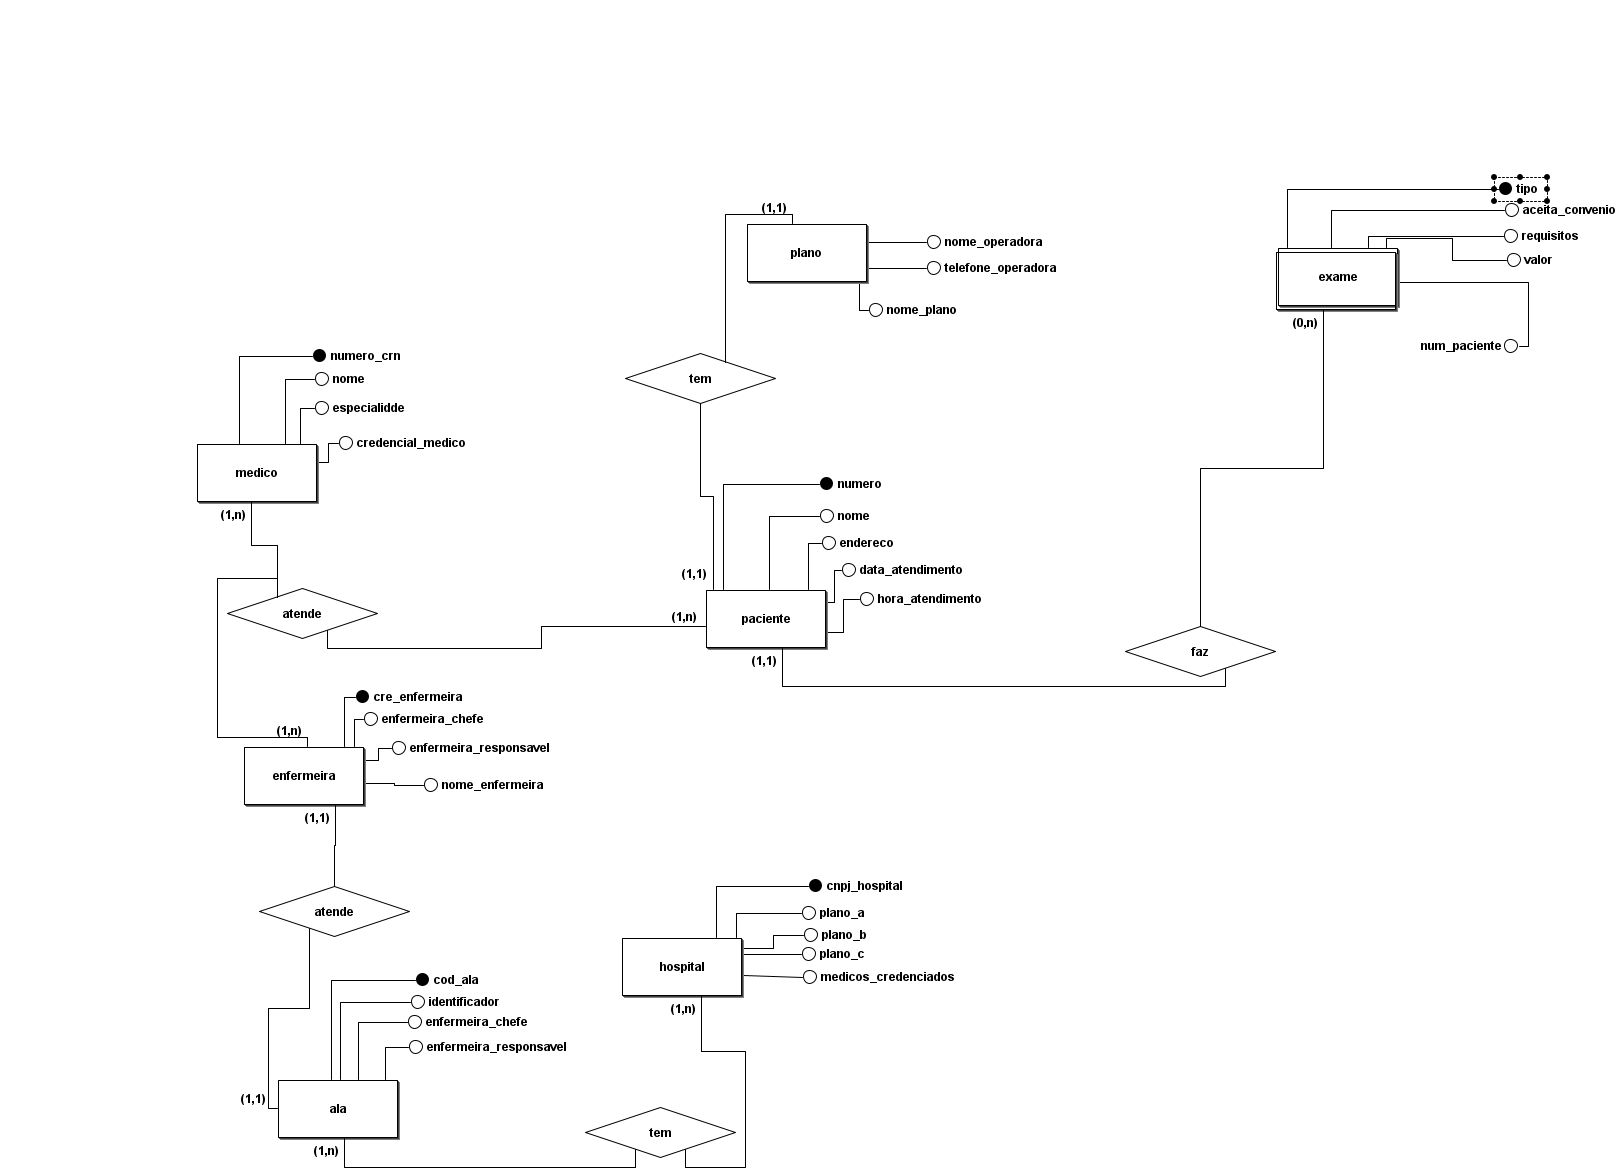 tipo
aceita_convenio
requisitos
valor
exame
(0,n)
num_paciente
(1,1)
plano
nome_operadora
telefone_operadora
nome_plano
tem
numero_crn
nome
especialidde
credencial_medico
medico
(1,n)
numero
nome
endereco
data_atendimento
hora_atendimento
(1,1)
(1,n)
paciente
(1,1)
atende
faz
cre_enfermeira
enfermeira_chefe
enfermeira_responsavel
nome_enfermeira
(1,n)
enfermeira
(1,1)
atende
cnpj_hospital
plano_a
plano_b
plano_c
medicos_credenciados
hospital
(1,n)
cod_ala
identificador
enfermeira_chefe
enfermeira_responsavel
(1,1)
ala
(1,n)
tem